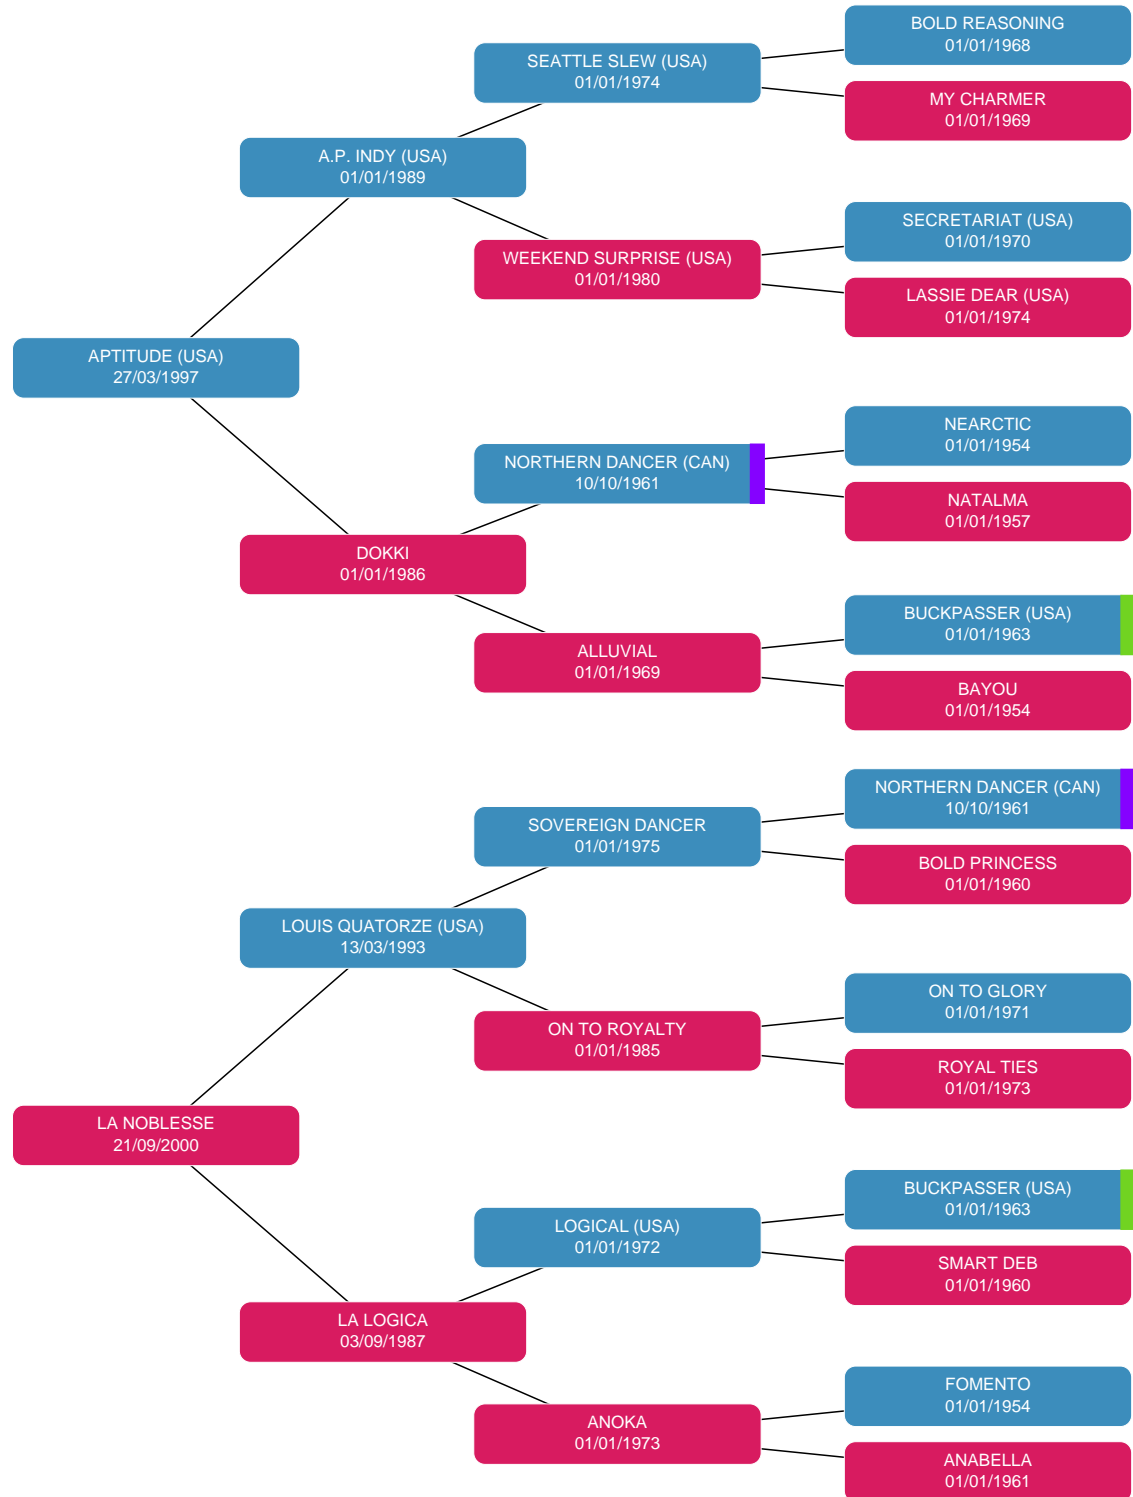 BOLD REASONING
01/01/1968
SEATTLE SLEW (USA)
01/01/1974
MY CHARMER
01/01/1969
A.P. INDY (USA)
01/01/1989
SECRETARIAT (USA)
01/01/1970
WEEKEND SURPRISE (USA)
01/01/1980
LASSIE DEAR (USA)
01/01/1974
APTITUDE (USA)
27/03/1997
NEARCTIC
01/01/1954
NORTHERN DANCER (CAN)
10/10/1961
NATALMA
01/01/1957
DOKKI
01/01/1986
BUCKPASSER (USA)
01/01/1963
ALLUVIAL
01/01/1969
BAYOU
01/01/1954
NORTHERN DANCER (CAN)
10/10/1961
SOVEREIGN DANCER
01/01/1975
BOLD PRINCESS
01/01/1960
LOUIS QUATORZE (USA)
13/03/1993
ON TO GLORY
01/01/1971
ON TO ROYALTY
01/01/1985
ROYAL TIES
01/01/1973
LA NOBLESSE
21/09/2000
BUCKPASSER (USA)
01/01/1963
LOGICAL (USA)
01/01/1972
SMART DEB
01/01/1960
LA LOGICA
03/09/1987
FOMENTO
01/01/1954
ANOKA
01/01/1973
ANABELLA
01/01/1961